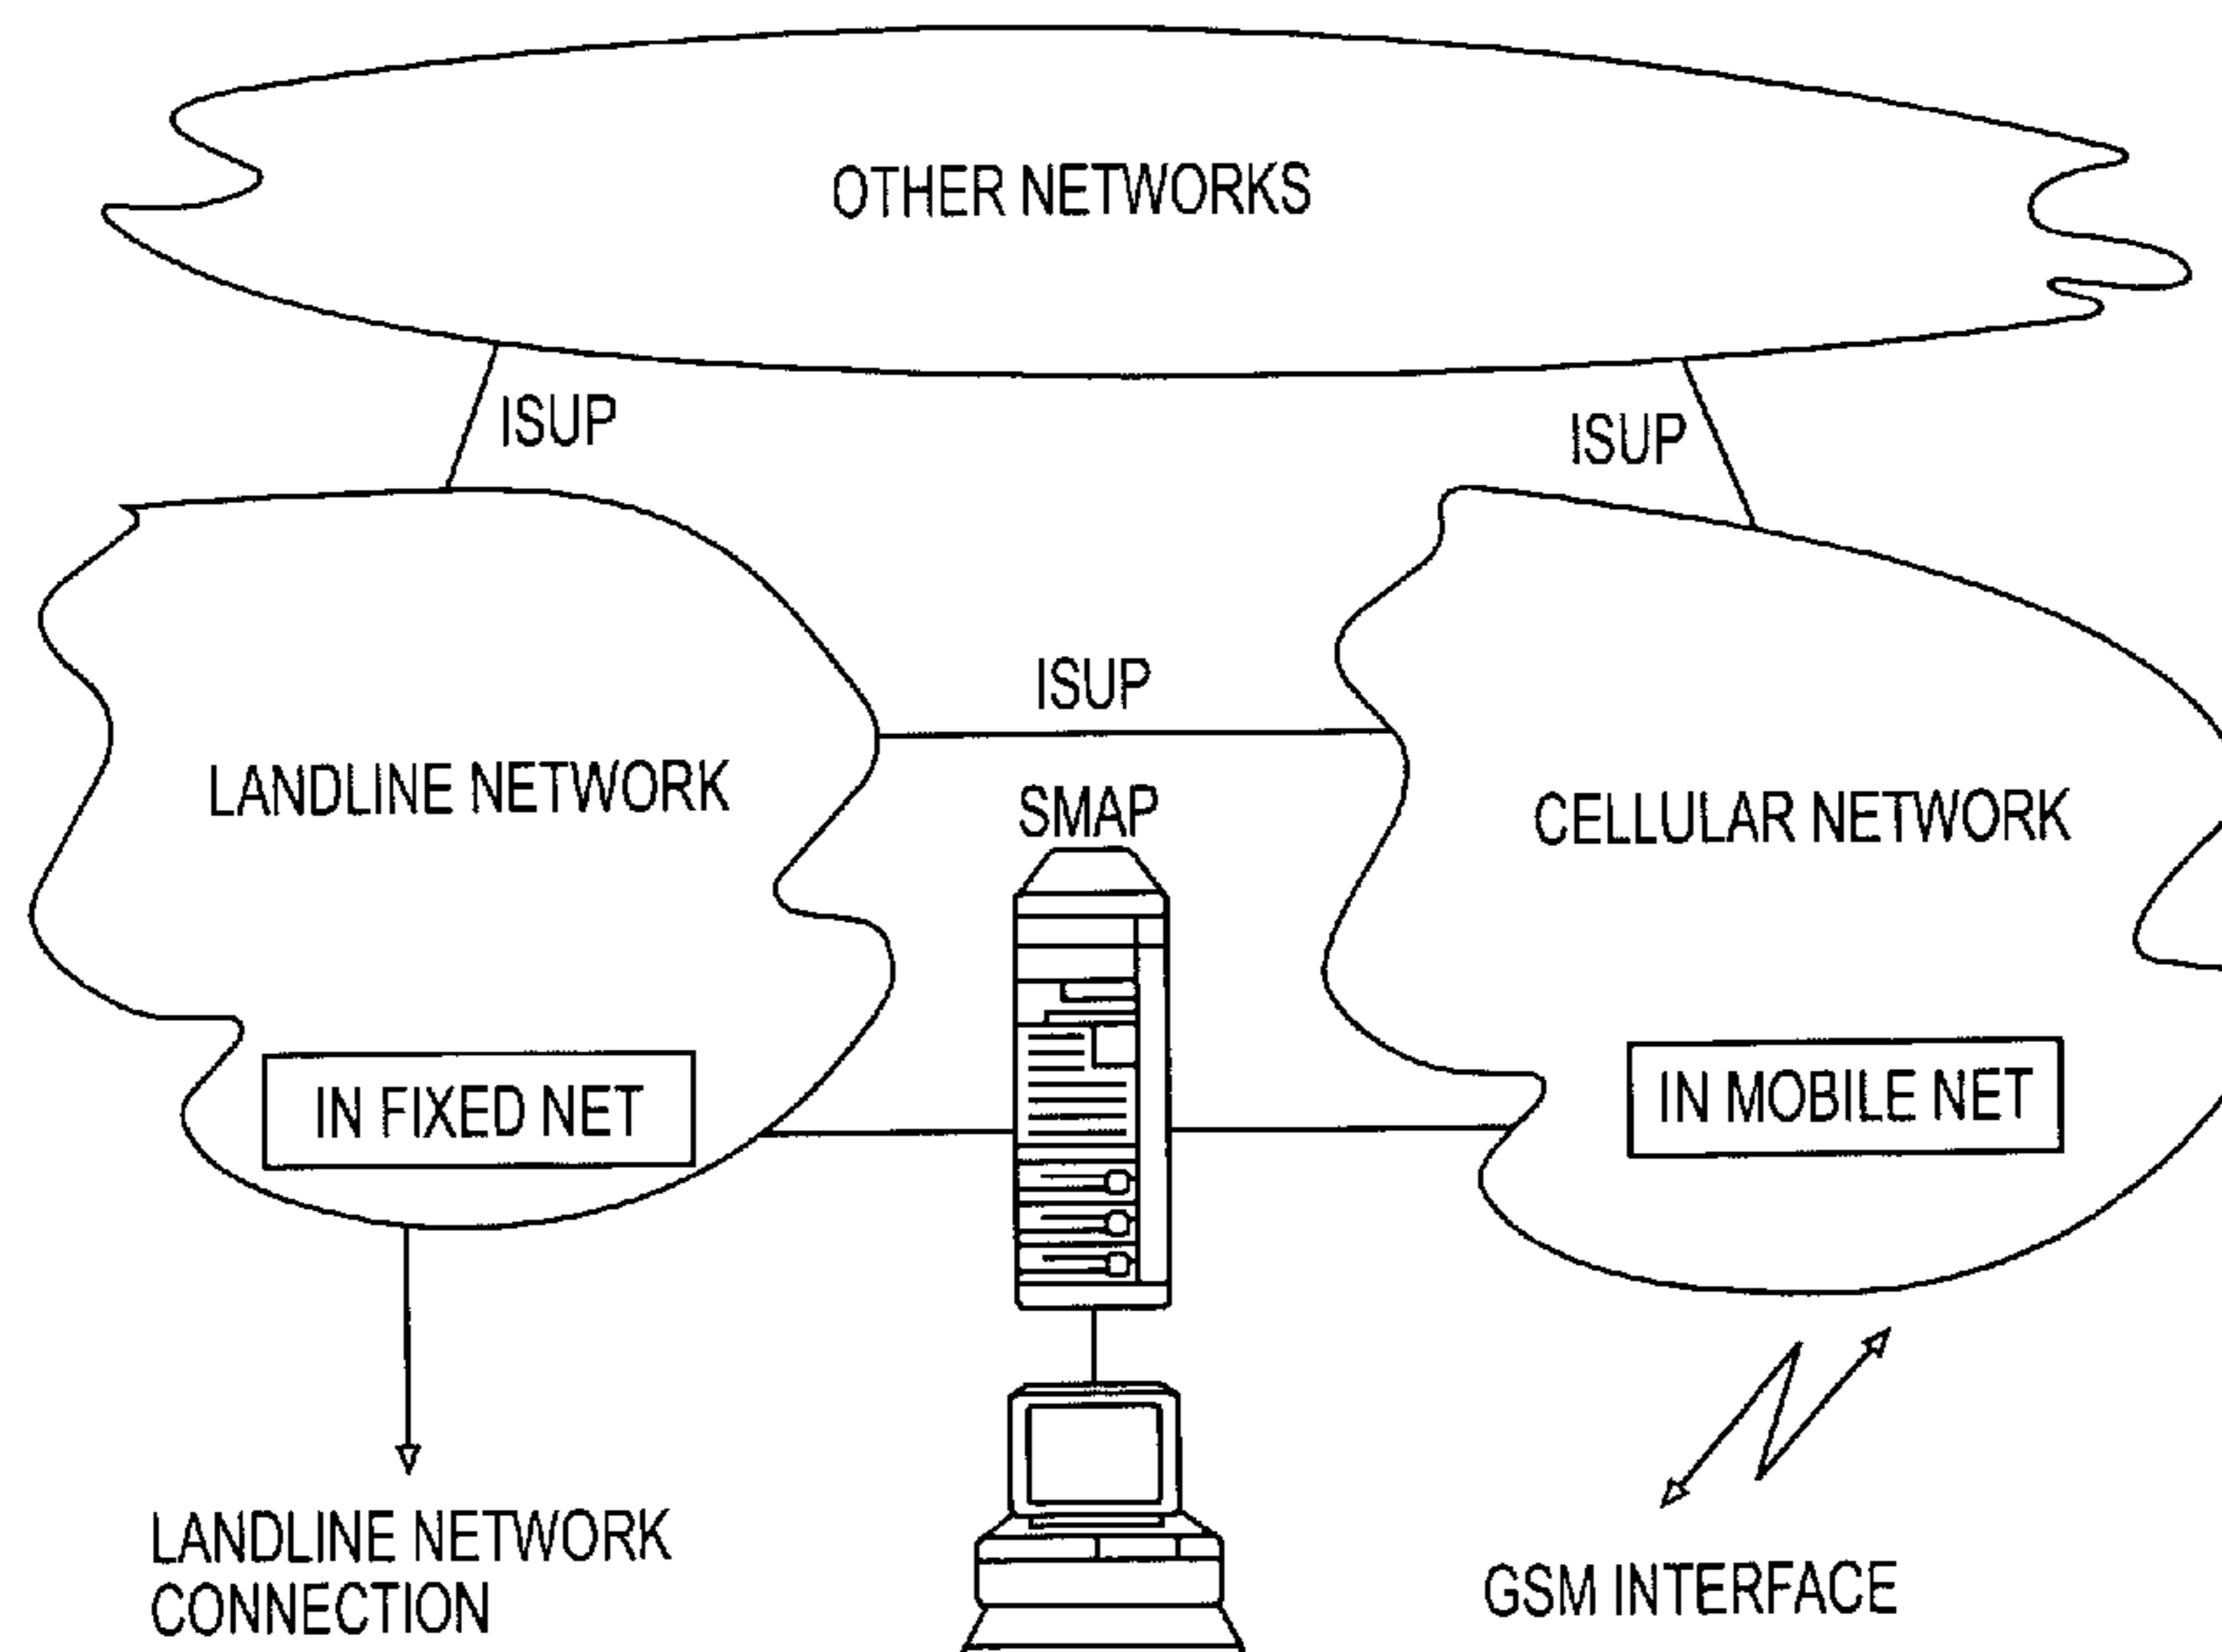 OTHER NETWORKS
ISUP
ISUP
ISUP
LANDLINE NETWORK
SMAP
CELLULAR NETWORK
IN FIXED NET
IN MOBILE NET
LANDLINE NETWORK
CONNECTION
GSM INTERFACE